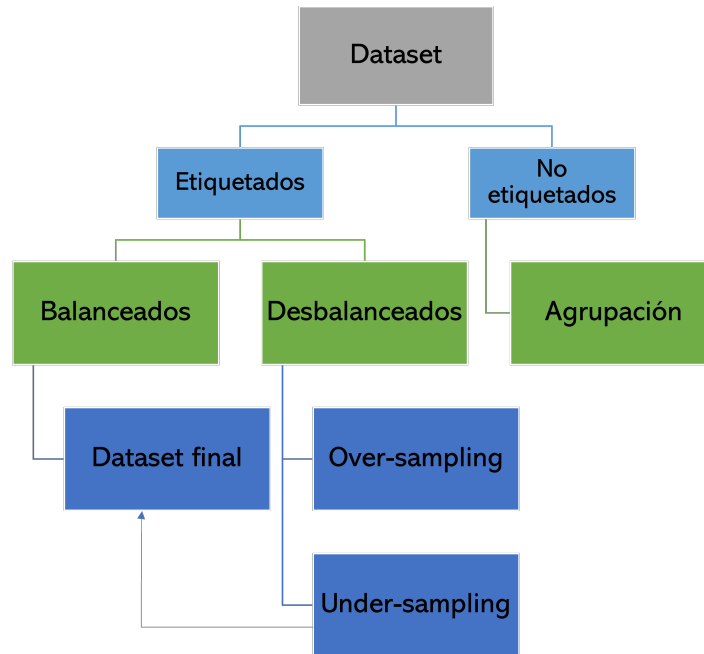 Dataset
Etiquetados
No
etiquetados
Balanceados
Desbalanceados
Agrupación
Dataset final
Over-sampling
Under-sampling